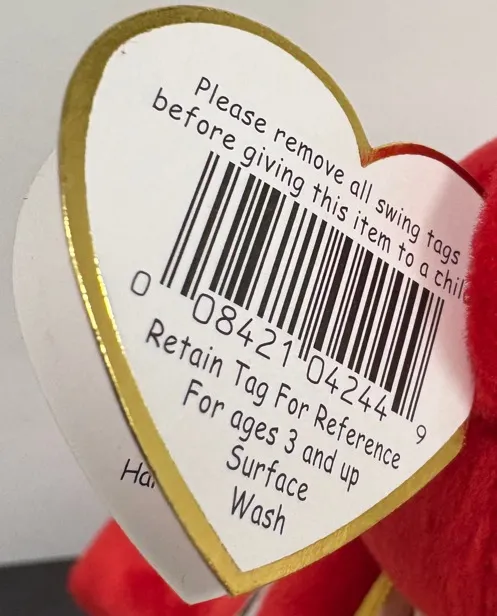 Please remove all swing tags
before giving this item to a chil
0 08421 04244 9
Retain Tag For Reference
For ages 3 and up
Surface
Wash
Har